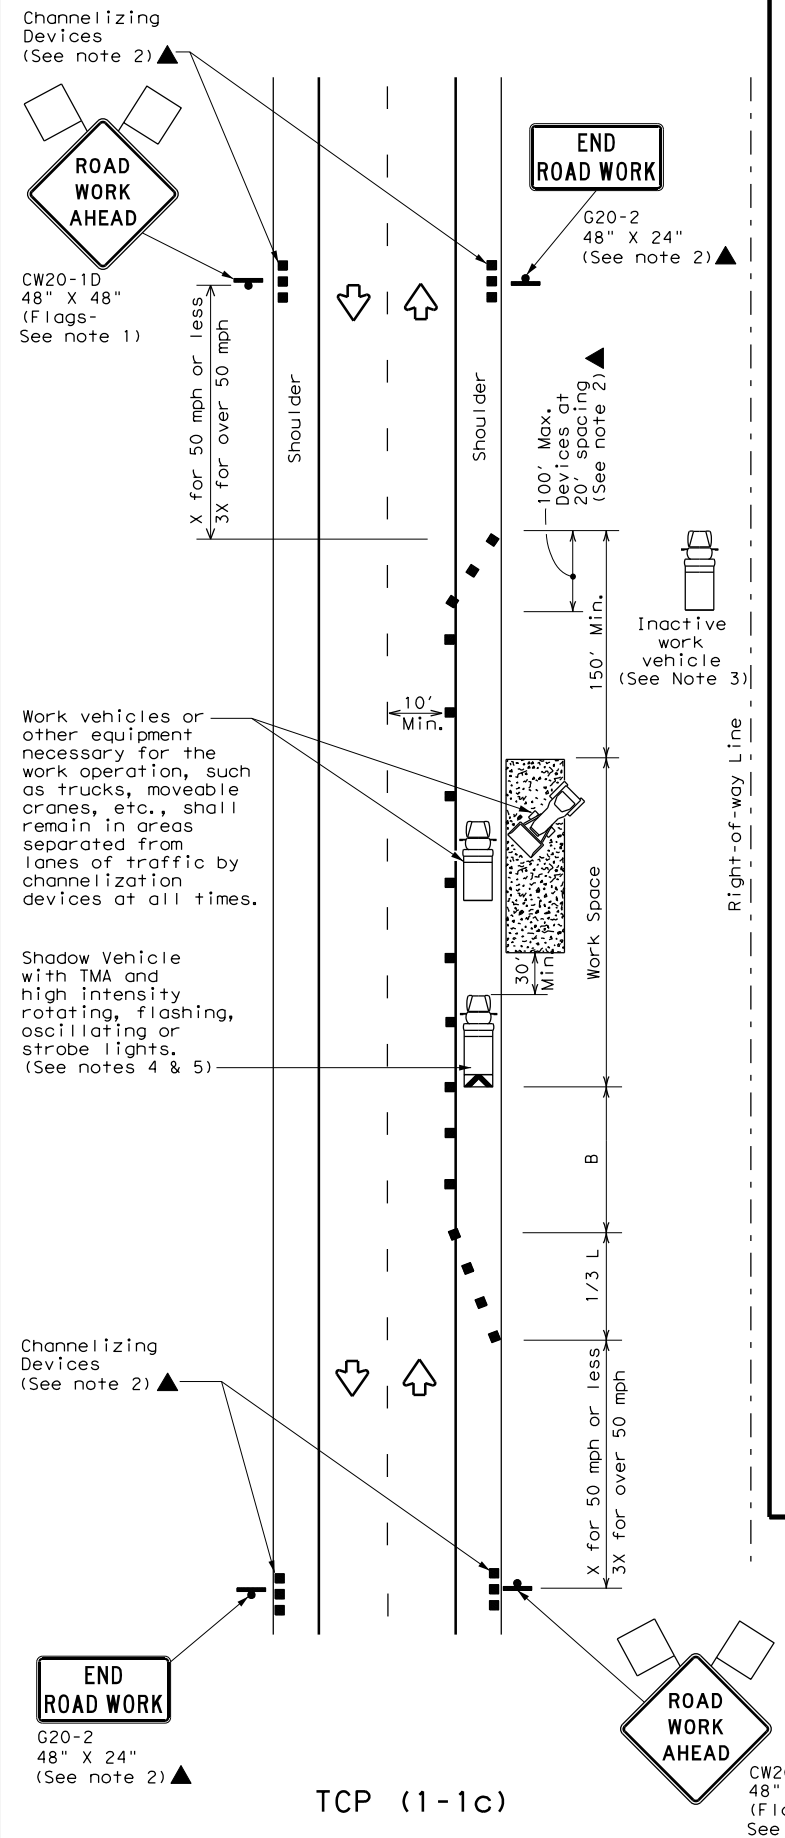 Channelizing
Devices
(See note 2)
ROAD
WORK
AHEAD
CW20-1D
48" X 48"
(Flags-
See note 1)
END
ROAD WORK
G20-2
48" X 24"
(See note 2)
X for 50 mph or less
3X for over 50 mph
Shoulder
Shoulder
100' Max.
Devices at
20' spacing
(See note 2)
150' Min.
Inactive
work
vehicle
(See Note 3)
10'
Min.
Work vehicles or
other equipment
necessary for the
work operation, such
as trucks, moveable
cranes, etc., shall
remain in areas
separated from
lanes of traffic by
channelization
devices at all times.
Right-of-way Line
Work Space
30'
Min.
Shadow Vehicle
with TMA and
high intensity
rotating, flashing,
oscillating or
strobe lights.
(See notes 4 & 5)
B
1/3 L
Channelizing
Devices
(See note 2)
X for 50 mph or less
3X for over 50 mph
END
ROAD WORK
G20-2
48" X 24"
(See note 2)
ROAD
WORK
AHEAD
48"
See
TCP (1-1c)